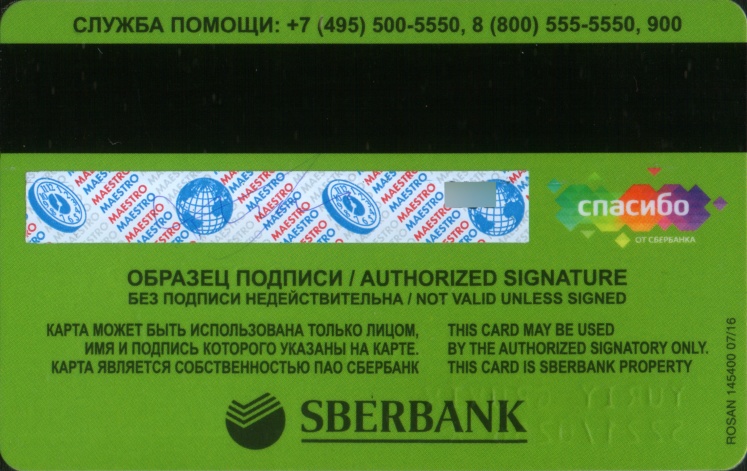 СЛУЖБА ПОМОЩИ: +7 (495) 500-5550, 8 (800) 555-5550, 900
MAESTRO MAESTRO MAESTRO MAESTRO
спасибо
ОТ СБЕРБАНКА
ОБРАЗЕЦ ПОДПИСИ / AUTHORIZED SIGNATURE
БЕЗ ПОДПИСИ НЕДЕЙСТВИТЕЛЬНА / NOT VALID UNLESS SIGNED
КАРТА МОЖЕТ БЫТЬ ИСПОЛЬЗОВАНА ТОЛЬКО ЛИЦОМ,
ИМЯ И ПОДПИСЬ КОТОРОГО УКАЗАНЫ НА КАРТЕ.
КАРТА ЯВЛЯЕТСЯ СОБСТВЕННОСТЬЮ ПАО СБЕРБАНК
THIS CARD MAY BE USED
BY THE AUTHORIZED SIGNATORY ONLY.
THIS CARD IS SBERBANK PROPERTY
SBERBANK
ROSAN 145400 07/16